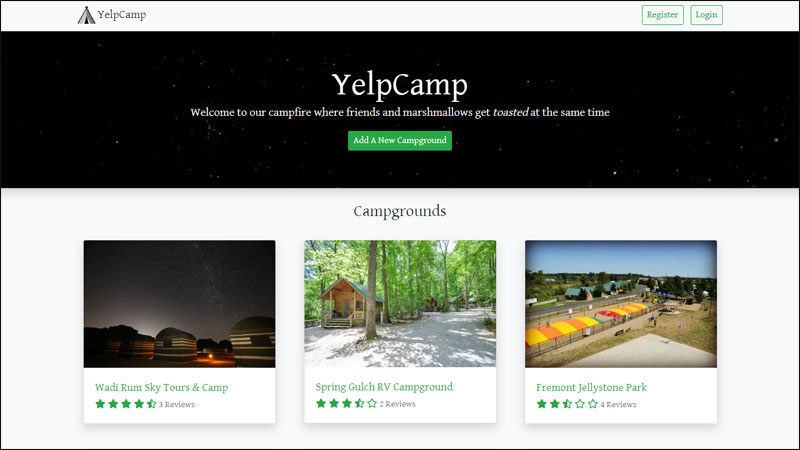 YelpCamp
Register
Login
YelpCamp
Welcome to our campfire where friends and marshmallows get toasted at the same time
Add A New Campground
Campgrounds
Wadi Rum Sky Tours & Camp
3 Reviews
Spring Gulch RV Campground
2 Reviews
Fremont Jellystone Park
4 Reviews